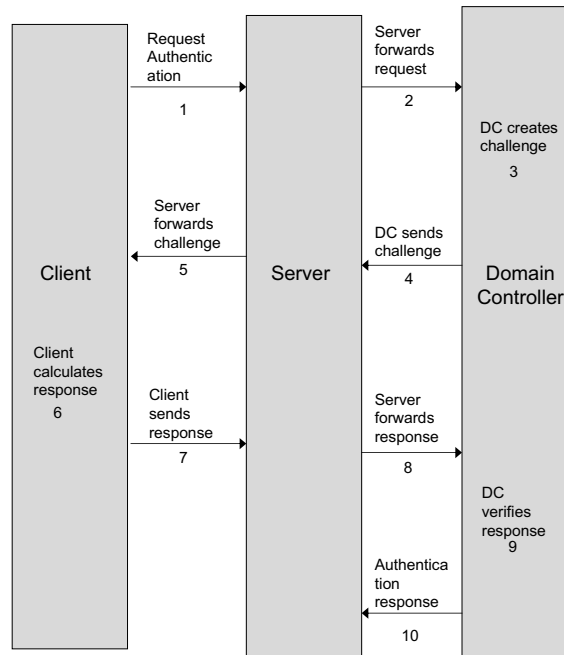 Request
Authentic
ation
1
Server
forwards
request
2
DC creates
challenge
3
DC sends
challenge
4
Server
forwards
challenge
5
Client
Server
Domain
Controller
Client
calculates
response
6
Client
sends
response
7
Server
forwards
response
8
DC
verifies
response
9
Authentica
tion
response
10